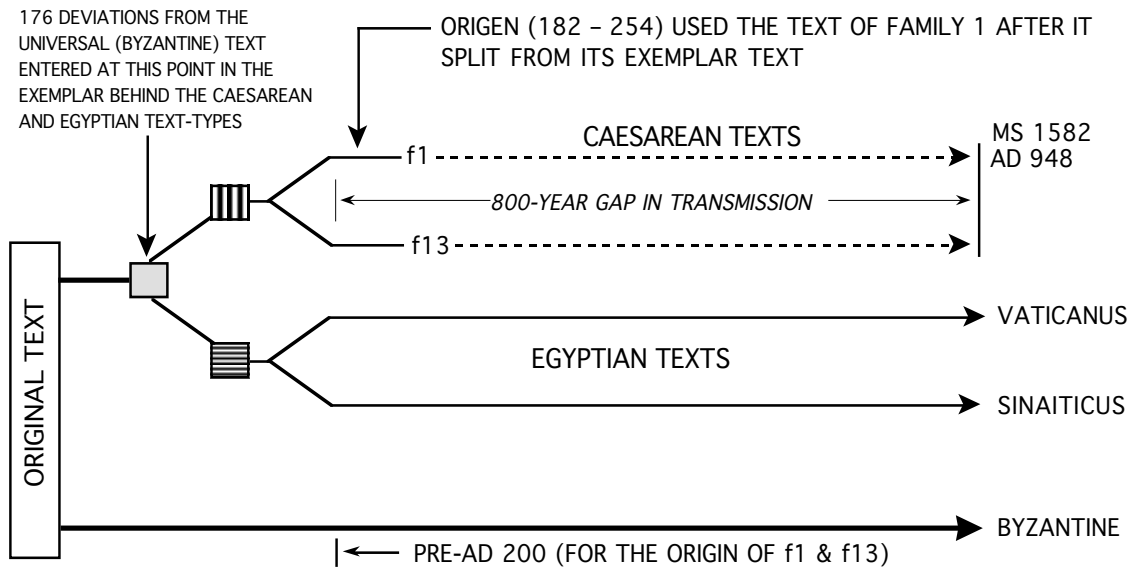 176 DEVIATIONS FROM THE
UNIVERSAL (BYZANTINE) TEXT
ENTERED AT THIS POINT IN THE
EXEMPLAR BEHIND THE CAESAREAN
AND EGYPTIAN TEXT-TYPES
ORIGEN (182 – 254) USED THE TEXT OF FAMILY 1 AFTER IT
SPLIT FROM ITS EXEMPLAR TEXT
CAESAREAN TEXTS
MS 1582
AD 948
f1
800-YEAR GAP IN TRANSMISSION
f13
ORIGINAL TEXT
VATICANUS
EGYPTIAN TEXTS
SINAITICUS
BYZANTINE
PRE-AD 200 (FOR THE ORIGIN OF f1 & f13)